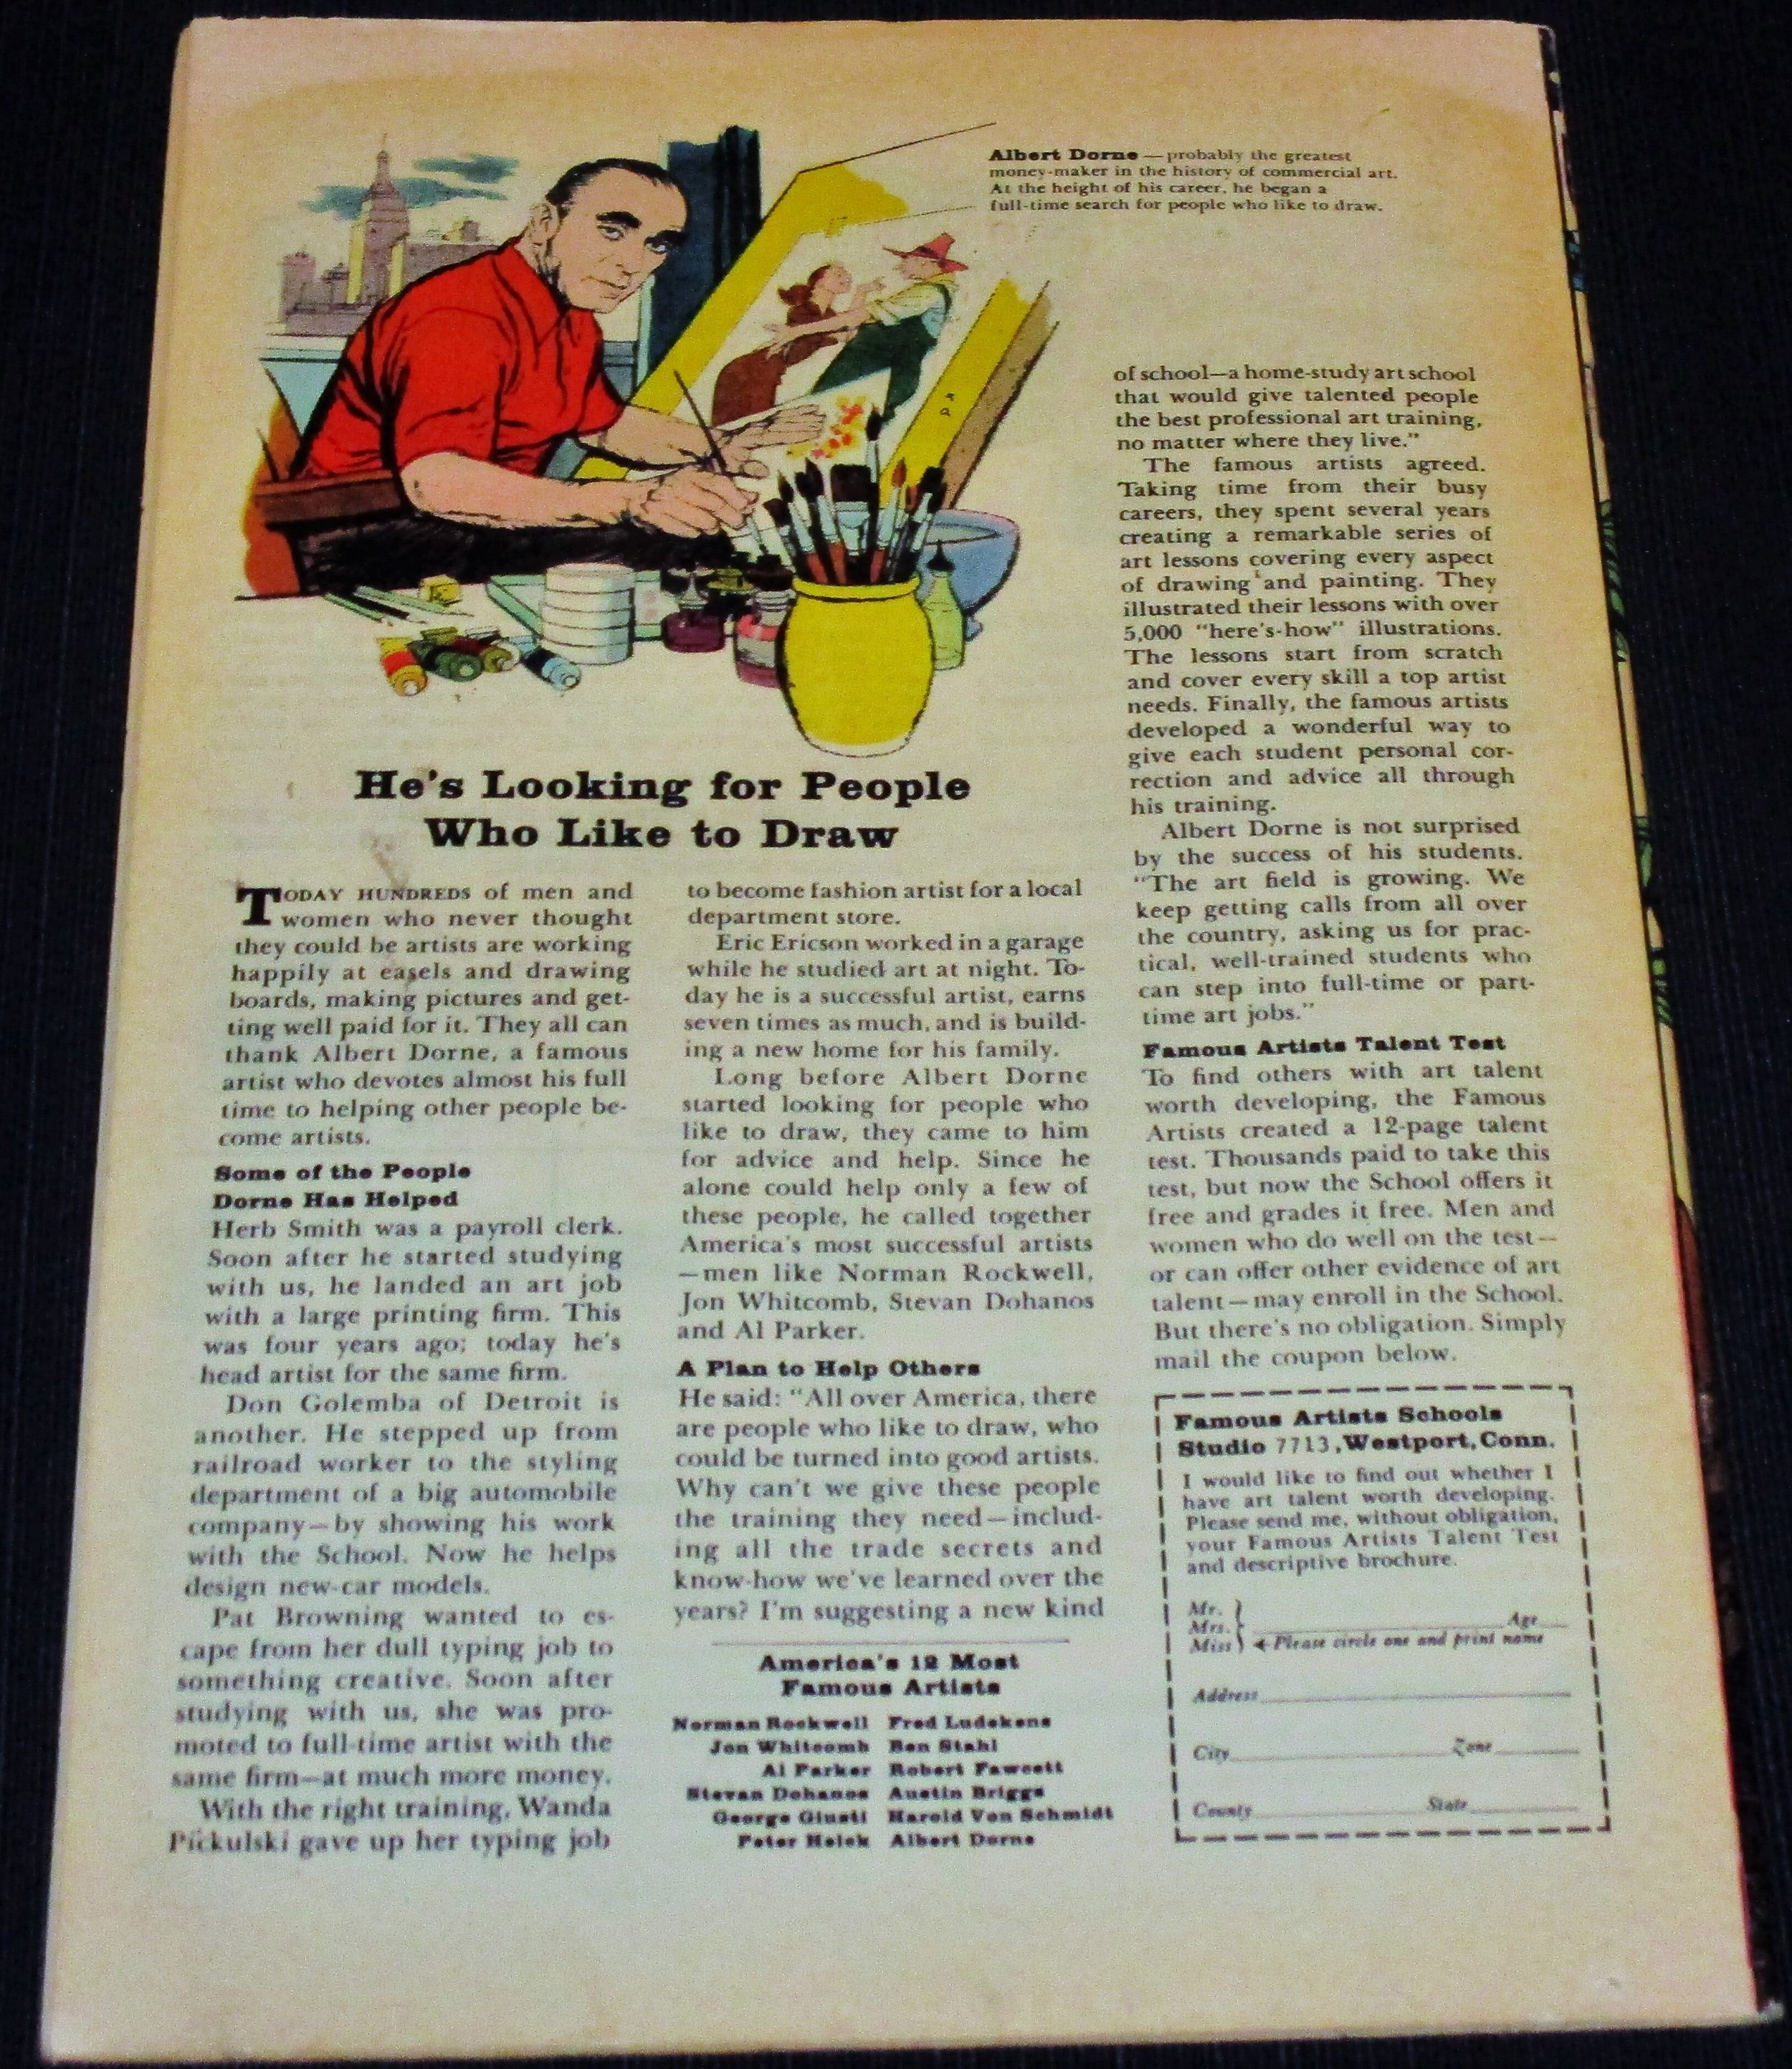 Albert Dorne — probably the greatest
money-maker in the history of commercial art.
At the height of his career, he began a
full-time search for people who like to draw.
He's Looking for People
Who Like to Draw
TODAY HUNDREDS of men and
women who never thought
they could be artists are working
happily at easels and drawing
boards, making pictures and get-
ting well paid for it. They all can
thank Albert Dorne, a famous
artist who devotes almost his full
time to helping other people be-
come artists.
Some of the People
Dorne Has Helped
Herb Smith was a payroll clerk.
Soon after he started studying
with us, he landed an art job
with a large printing firm. This
was four years ago; today he's
head artist for the same firm.
Don Golemba of Detroit is
another. He stepped up from
railroad worker to the styling
department of a big automobile
company—by showing his work
with the School. Now he helps
design new-car models.
Pat Browning wanted to es-
cape from her dull typing job to
something creative. Soon after
studying with us, she was pro-
moted to full-time artist with the
same firm—at much more money.
With the right training, Wanda
Pickulski gave up her typing job
to become fashion artist for a local
department store.
Eric Ericson worked in a garage
while he studied art at night. To-
day he is a successful artist, earns
seven times as much, and is build-
ing a new home for his family.
Long before Albert Dorne
started looking for people who
like to draw, they came to him
for advice and help. Since he
alone could help only a few of
these people, he called together
America's most successful artists
—men like Norman Rockwell,
Jon Whitcomb, Stevan Dohanos
and Al Parker.
A Plan to Help Others
He said: "All over America, there
are people who like to draw, who
could be turned into good artists.
Why can't we give these people
the training they need—includ-
ing all the trade secrets and
know-how we've learned over the
years? I'm suggesting a new kind
America's 12 Most
Famous Artists
Norman Rockwell Fred Ludekens
Jon Whitcomb Ben Stahl
Al Parker Robert Fawcett
Stevan Dohanos Austin Briggs
George Giusti Harold Von Schmidt
Peter Helck Albert Dorne
of school—a home-study art school
that would give talented people
the best professional art training,
no matter where they live."
The famous artists agreed.
Taking time from their busy
careers, they spent several years
creating a remarkable series of
art lessons covering every aspect
of drawing and painting. They
illustrated their lessons with over
5,000 "here's-how" illustrations.
The lessons start from scratch
and cover every skill a top artist
needs. Finally, the famous artists
developed a wonderful way to
give each student personal cor-
rection and advice all through
his training.
Albert Dorne is not surprised
by the success of his students.
"The art field is growing. We
keep getting calls from all over
the country, asking us for prac-
tical, well-trained students who
can step into full-time or part-
time art jobs."
Famous Artists Talent Test
To find others with art talent
worth developing, the Famous
Artists created a 12-page talent
test. Thousands paid to take this
test, but now the School offers it
free and grades it free. Men and
women who do well on the test—
or can offer other evidence of art
talent—may enroll in the School.
But there's no obligation. Simply
mail the coupon below.
Famous Artists Schools
Studio 7713, Westport, Conn.
I would like to find out whether I
have art talent worth developing.
Please send me, without obligation,
your Famous Artists Talent Test
and descriptive brochure.
Mr.
Mrs. Age
Miss Please circle one and print name
Address
City Zone
County State